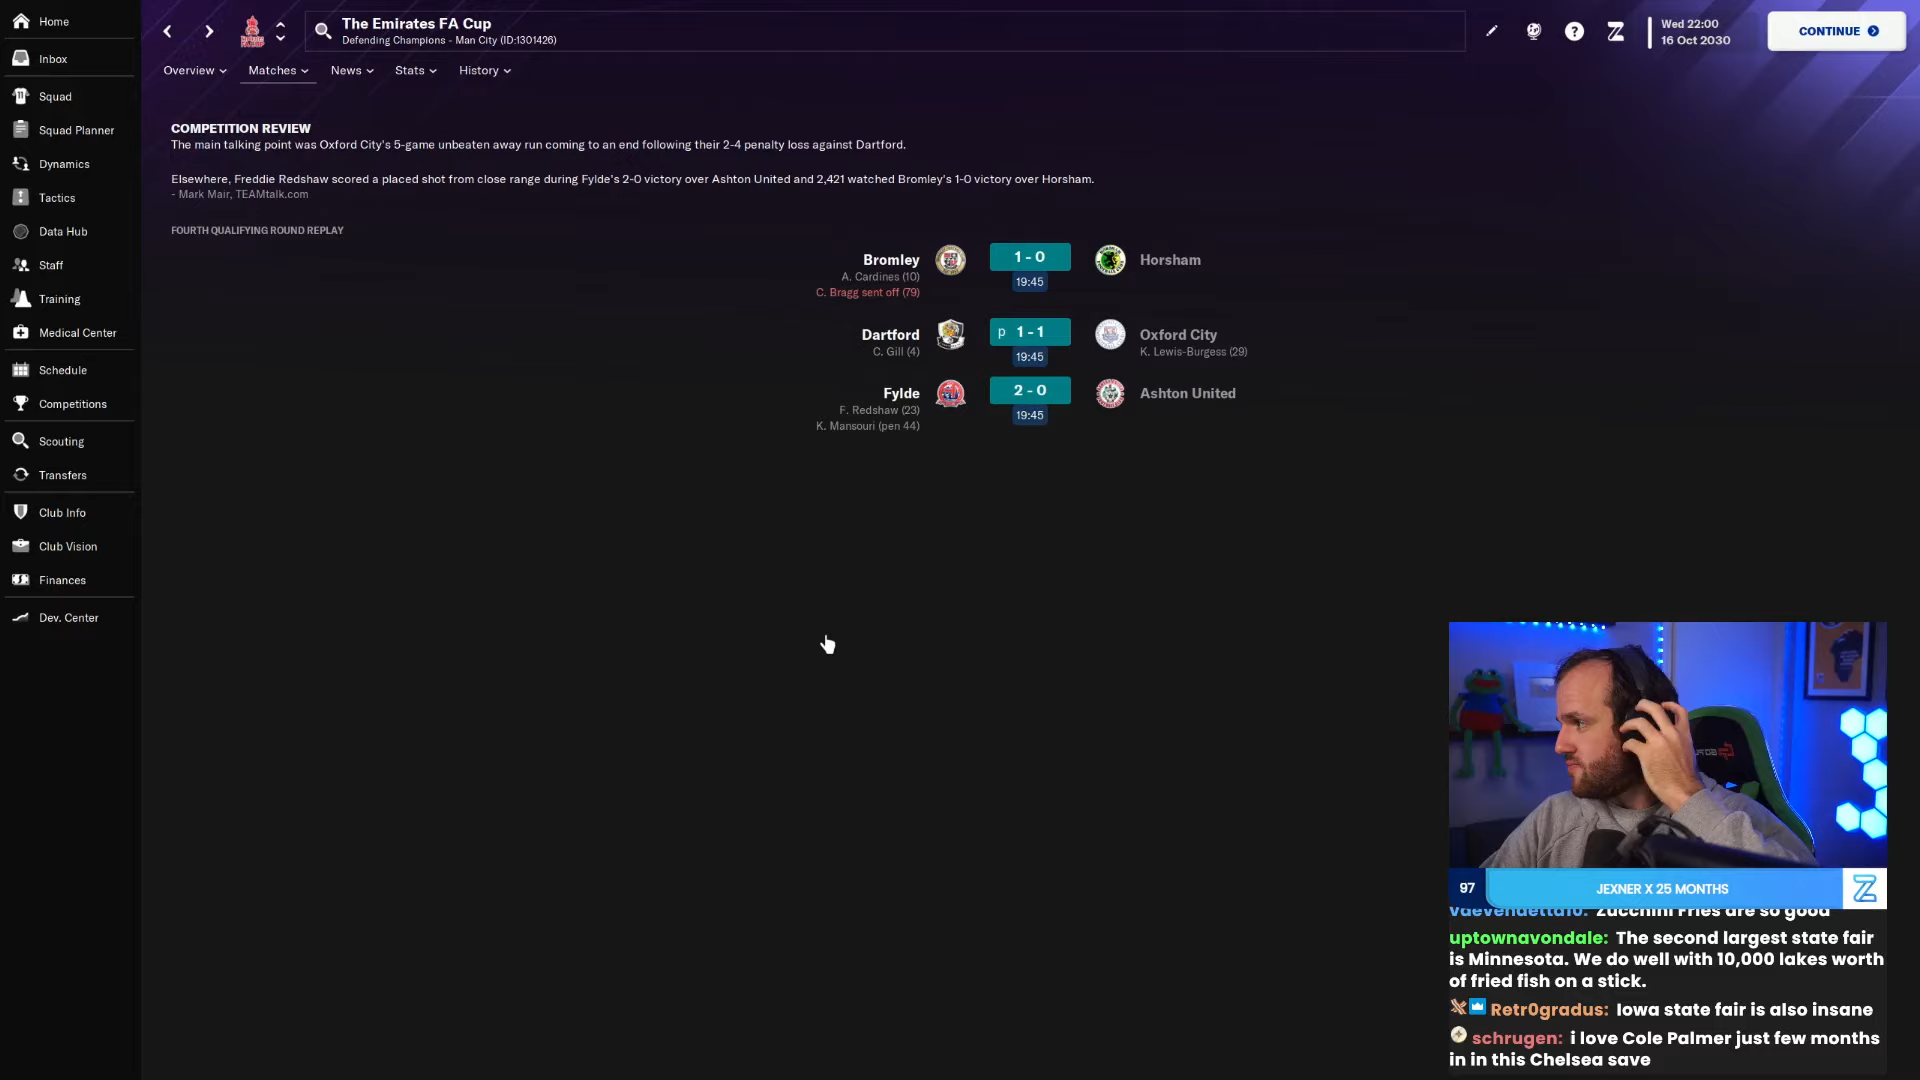 Home
Inbox
Squad
Squad Planner
Dynamics
Tactics
Data Hub
Staff
Training
Medical Center
Schedule
Competitions
Scouting
Transfers
Club Info
Club Vision
Finances
Dev. Center
The Emirates FA Cup
Defending Champions - Man City (ID:1301426)
Wed 22:00
16 Oct 2030
CONTINUE
Overview
Matches
News
Stats
History
COMPETITION REVIEW
The main talking point was Oxford City's 5-game unbeaten away run coming to an end following their 2-4 penalty loss against Dartford.
Elsewhere, Freddie Redshaw scored a placed shot from close range during Fylde's 2-0 victory over Ashton United and 2,421 watched Bromley's 1-0 victory over Horsham.
- Mark Mair, TEAMtalk.com
FOURTH QUALIFYING ROUND REPLAY
Bromley 1 - 0 Horsham
A. Cardines (10)
19:45
C. Bragg sent off (79)
Dartford p 1 - 1 Oxford City
C. Gill (4) 19:45 K. Lewis-Burgess (29)
Fylde 2 - 0 Ashton United
F. Redshaw (23) 19:45
K. Mansouri (pen 44)
97 JEXNER X 25 MONTHS Z
Zucchini Fries are so good
uptownavondale: The second largest state fair
is Minnesota. We do well with 10,000 lakes worth
of fried fish on a stick.
Retr0gradus: Iowa state fair is also insane
schrugen: i love Cole Palmer just few months
in in this Chelsea save